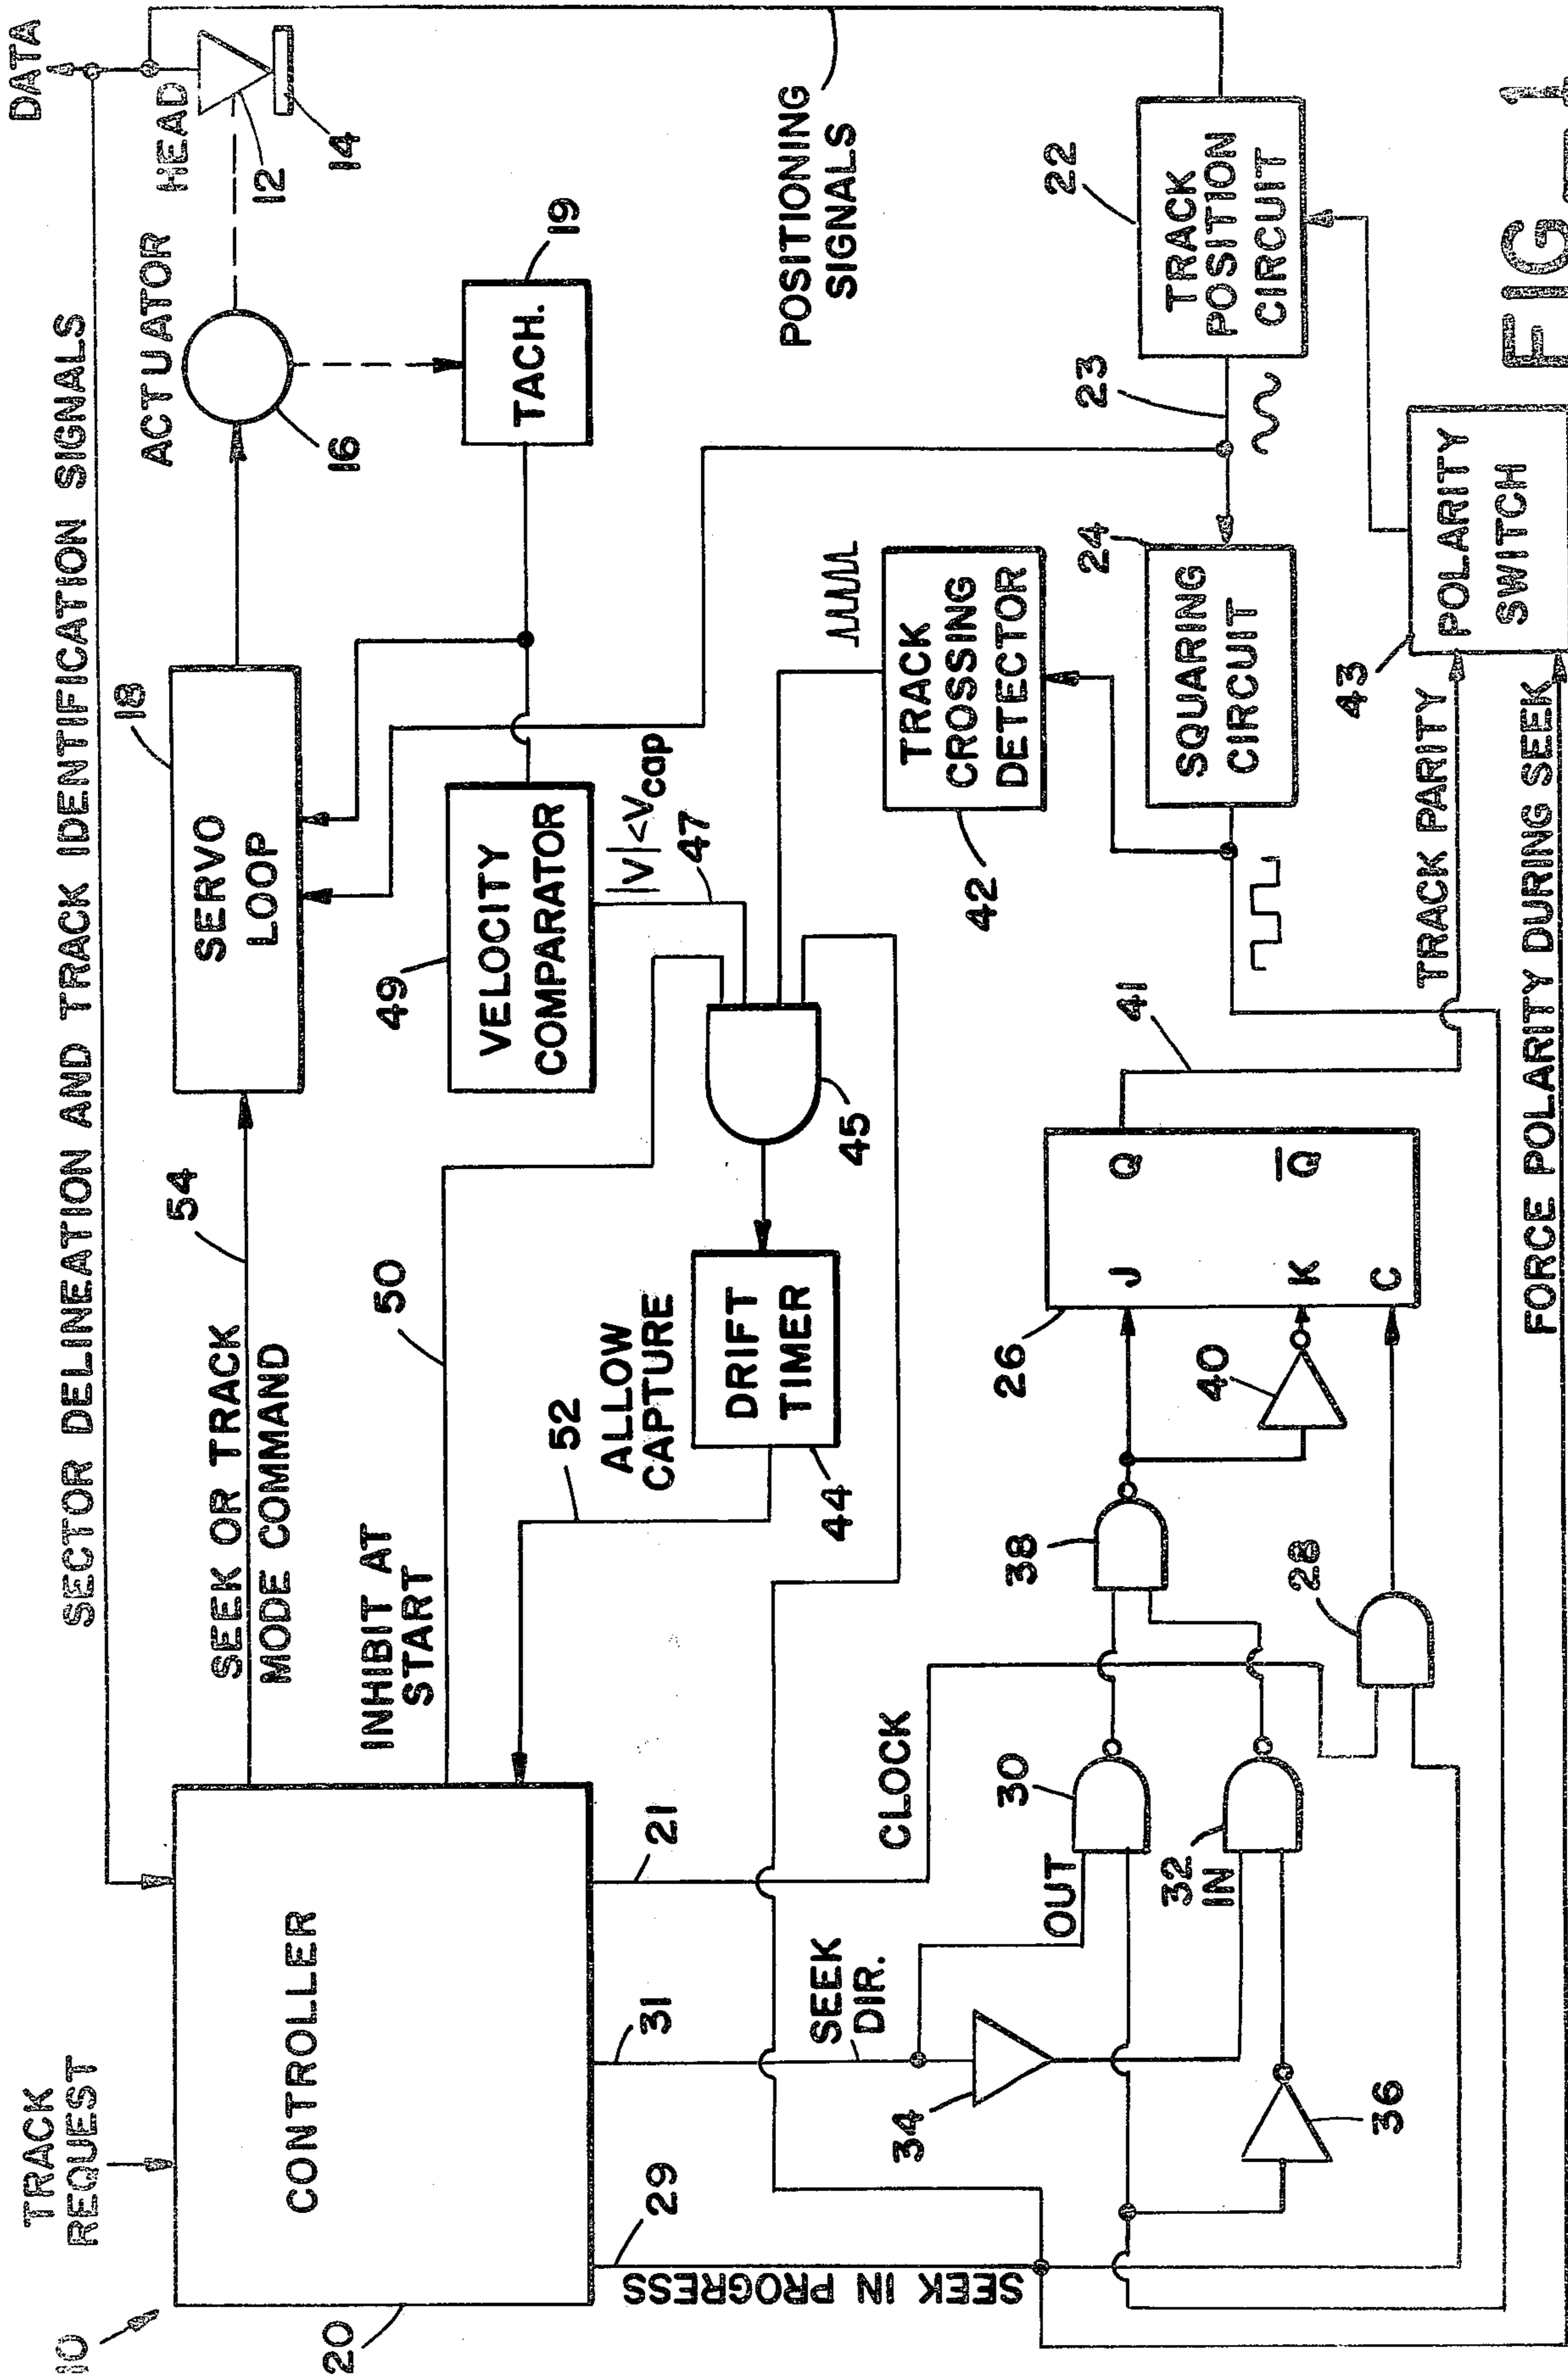 DATA
SECTOR DELINEATION AND TRACK IDENTIFICATION SIGNALS
HEAD
12
14
ACTUATOR
16
TACH.
19
18
SERVO
LOOP
54
SEEK OR TRACK
MODE COMMAND
TRACK
REQUEST
10
CONTROLLER
20
50
INHIBIT AT
START
49
VELOCITY
COMPARATOR
|V|<Vcap
47
45
52
ALLOW
CAPTURE
DRIFT
TIMER
44
POSITIONING
SIGNALS
22
TRACK
POSITION
CIRCUIT
23
24
SQUARING
CIRCUIT
TRACK
CROSSING
DETECTOR
42
43
POLARITY
SWITCH
TRACK PARITY
FORCE POLARITY DURING SEEK
41
26
J
K
C
Q
Q̅
40
38
28
CLOCK
21
30
OUT
32
IN
31
SEEK
DIR.
34
36
29
SEEK IN PROGRESS
FIG_1